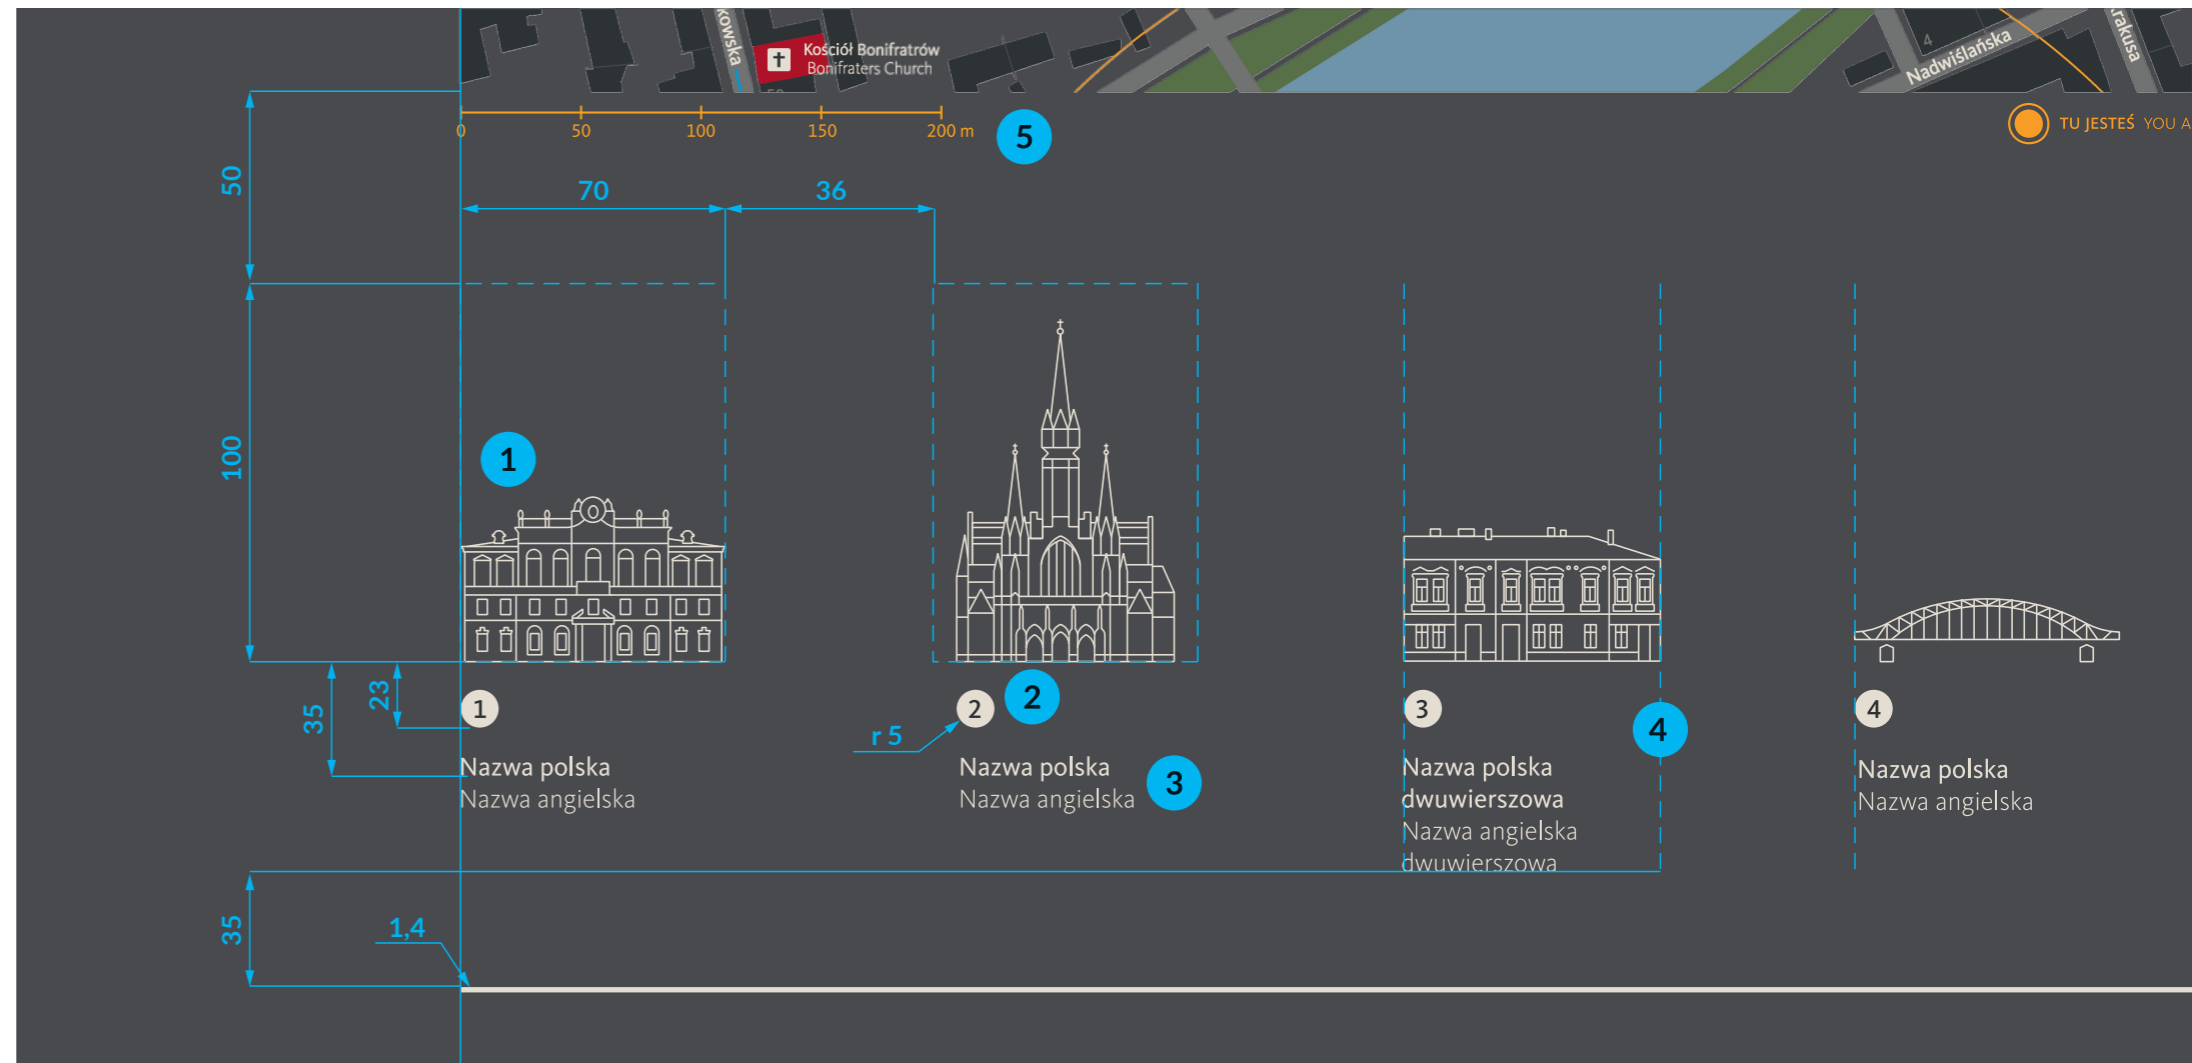 kowska
Kościół Bonifratrów
Bonifraters Church
4
Nadwiślańska
rakusa
0 50 100 150 200 m
5
TU JESTEŚ YOU A
50
70 36
100
1
23
35
1 2 2 3 4
r 5
4
Nazwa polska
Nazwa angielska
Nazwa polska
Nazwa angielska
3
Nazwa polska
dwuwierszowa
Nazwa angielska
dwuwierszowa
Nazwa polska
Nazwa angielska
35
1,4